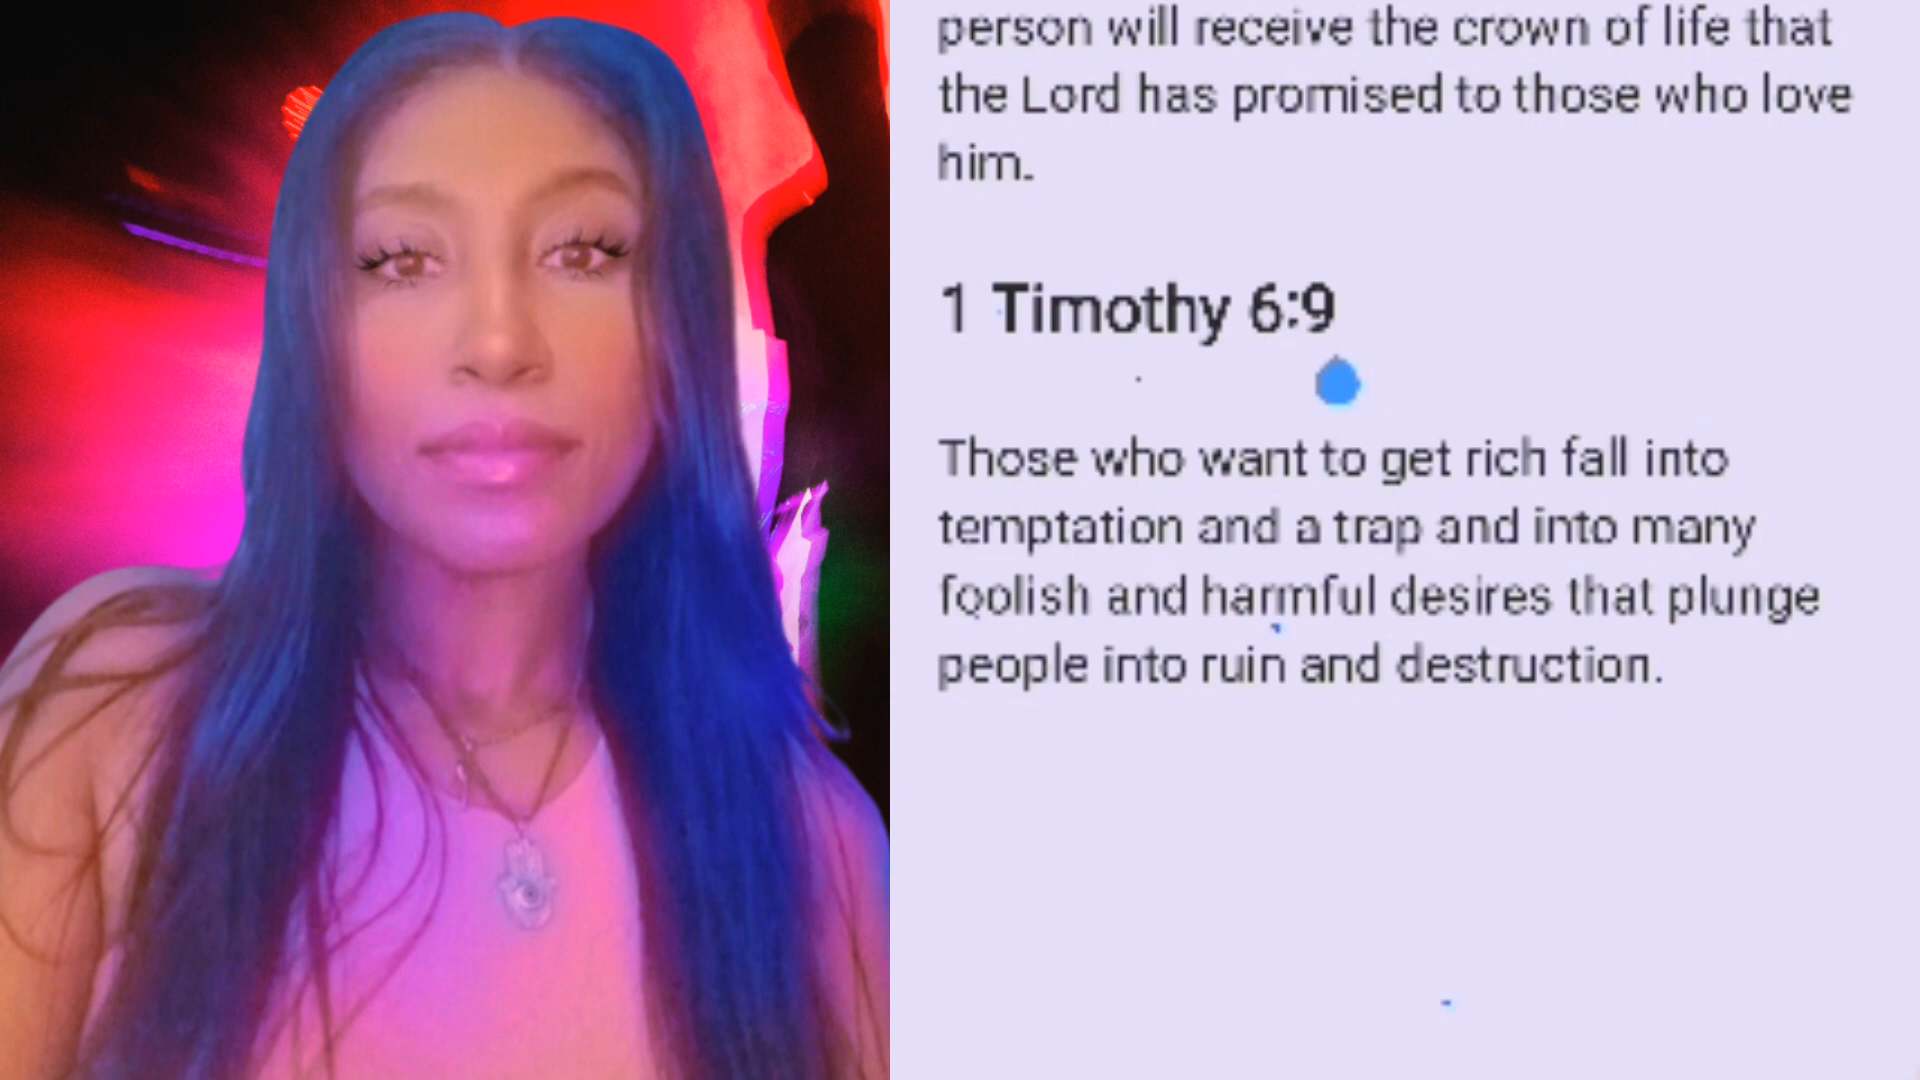 person will receive the crown of life that
the Lord has promised to those who love
him.
1 Timothy 6:9
Those who want to get rich fall into
temptation and a trap and into many
foolish and harmful desires that plunge
people into ruin and destruction.